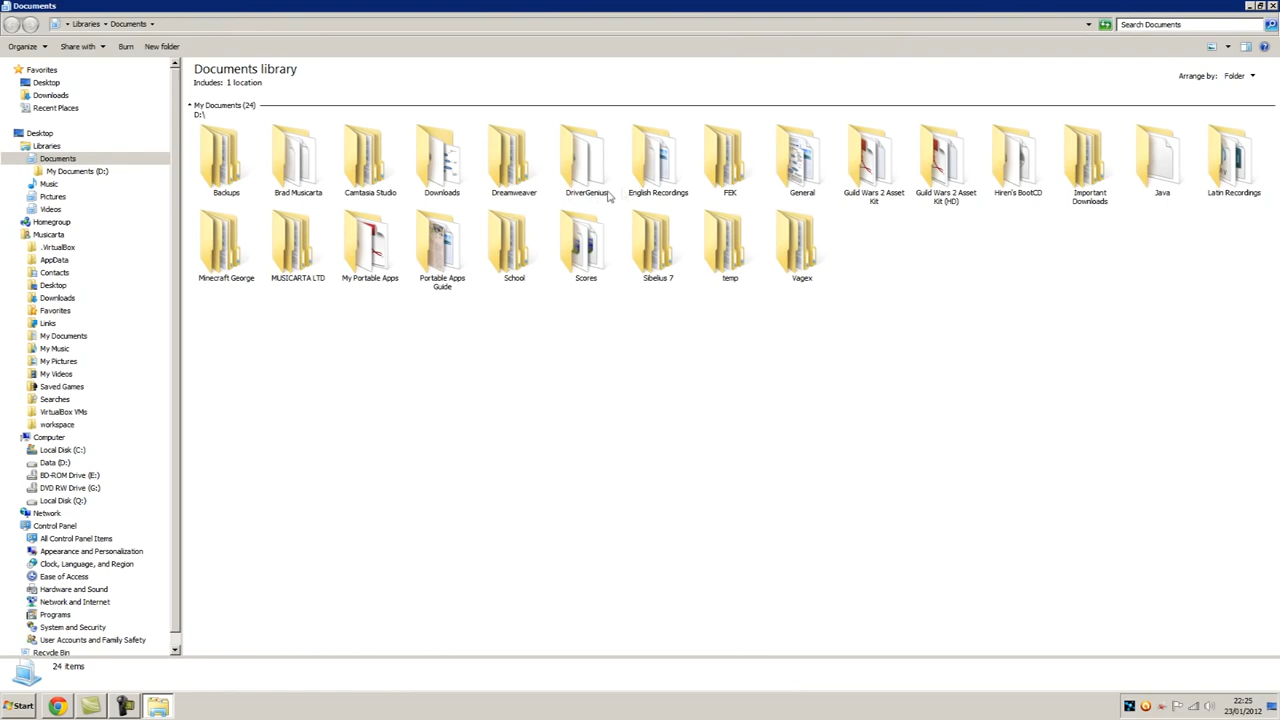 Documents
Libraries Documents
Search Documents
Organize Share with Burn New folder
Favorites
Desktop
Downloads
Recent Places
Desktop
Libraries
Documents
My Documents (D:)
Music
Pictures
Videos
Homegroup
Musicarta
.VirtualBox
AppData
Contacts
Desktop
Downloads
Favorites
Links
My Documents
My Music
My Pictures
My Videos
Saved Games
Searches
VirtualBox VMs
workspace
Computer
Local Disk (C:)
Data (D:)
BD-ROM Drive (E:)
DVD RW Drive (G:)
Local Disk (Q:)
Network
Control Panel
All Control Panel Items
Appearance and Personalization
Clock, Language, and Region
Ease of Access
Hardware and Sound
Network and Internet
Programs
System and Security
User Accounts and Family Safety
Recycle Bin
Documents library
Includes: 1 location
Arrange by: Folder
My Documents (24)
D:\
Backups
Brad Musicarta
Camtasia Studio
Downloads
Dreamweaver
DriverGenius
English Recordings
FEK
General
Guild Wars 2 Asset
Kit
Guild Wars 2 Asset
Kit (HD)
Hiren's BootCD
Important
Downloads
Java
Latin Recordings
Minecraft George
MUSICARTA LTD
My Portable Apps
Portable Apps
Guide
School
Scores
Sibelius 7
temp
Vagex
24 items
Start
22:25
23/01/2012